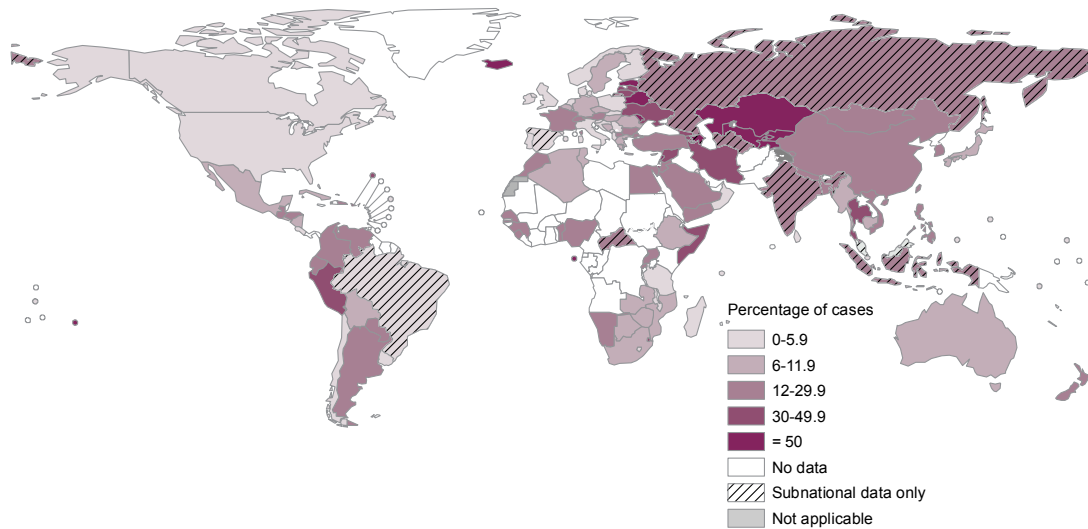 Percentage of cases
0-5.9
6-11.9
12-29.9
30-49.9
= 50
No data
Subnational data only
Not applicable